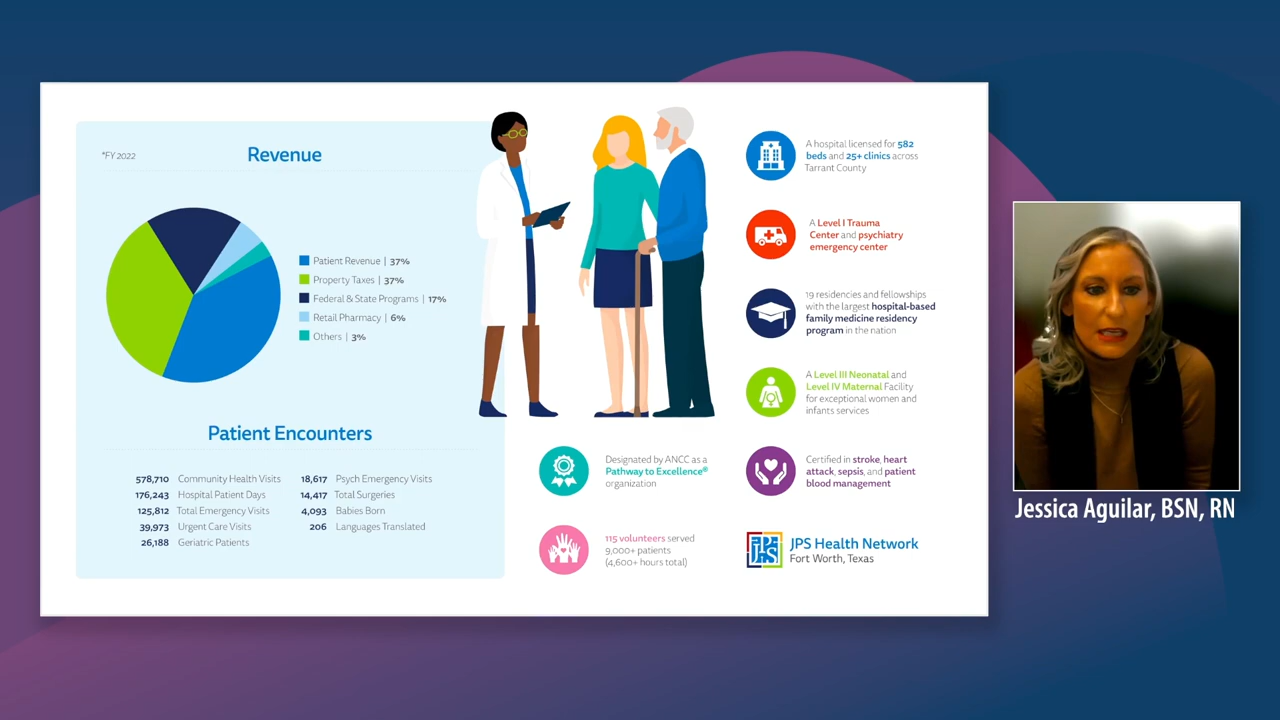 *FY 2022
Revenue
Patient Revenue | 37%
Property Taxes | 37%
Federal & State Programs | 17%
Retail Pharmacy | 6%
Others | 3%
Patient Encounters
578,710 Community Health Visits
176,243 Hospital Patient Days
125,812 Total Emergency Visits
39,973 Urgent Care Visits
26,188 Geriatric Patients
18,617 Psych Emergency Visits
14,417 Total Surgeries
4,093 Babies Born
206 Languages Translated
Designated by ANCC as a
Pathway to Excellence®
organization
115 volunteers served
9,000+ patients
(4,600+ hours total)
A hospital licensed for 582
beds and 25+ clinics across
Tarrant County
A Level I Trauma
Center and psychiatry
emergency center
19 residencies and fellowships
with the largest hospital-based
family medicine residency
program in the nation
A Level III Neonatal and
Level IV Maternal Facility
for exceptional women and
infants services
Certified in stroke, heart
attack, sepsis, and patient
blood management
JPS
JPS Health Network
Fort Worth, Texas
Jessica Aguilar, BSN, RN